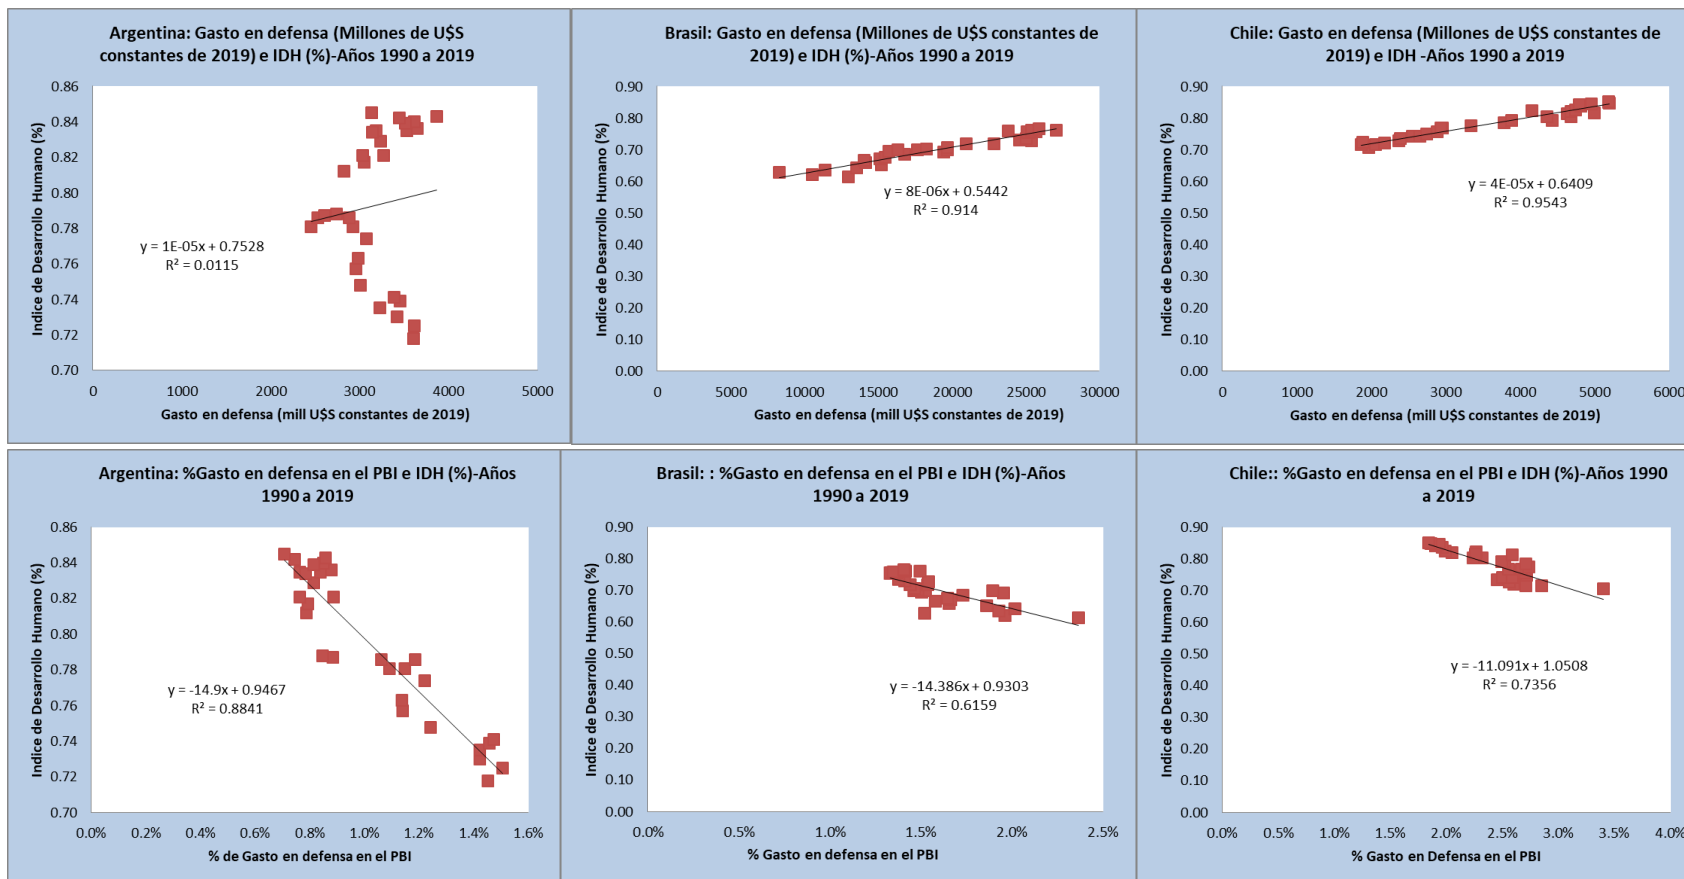 Argentina: Gasto en defensa (Millones de U$S
constantes de 2019) e IDH (%)-Años 1990 a 2019
Indice de Desarrollo Humano (%)
0.86
0.84
0.82
0.80
0.78
0.76
0.74
0.72
0.70
y = 1E-05x + 0.7528
R² = 0.0115
0
1000
2000
3000
4000
5000
Gasto en defensa (mill U$S constantes de 2019)
Brasil: Gasto en defensa (Millones de U$S constantes de
2019) e IDH (%)-Años 1990 a 2019
Indice de Desarrollo Humano (%)
0.90
0.80
0.70
0.60
0.50
0.40
0.30
0.20
0.10
0.00
y = 8E-06x + 0.5442
R² = 0.914
0
5000
10000
15000
20000
25000
30000
Gasto en defensa (mill U$S constantes de 2019)
Chile: Gasto en defensa (Millones de U$S constantes de
2019) e IDH -Años 1990 a 2019
Indice de Desarrollo Humano (%)
0.90
0.80
0.70
0.60
0.50
0.40
0.30
0.20
0.10
0.00
y = 4E-05x + 0.6409
R² = 0.9543
0
1000
2000
3000
4000
5000
6000
Gasto en defensa (mill U$S constantes de 2019)
Argentina: %Gasto en defensa en el PBI e IDH (%)-Años
1990 a 2019
Indice de Desarrollo Humano (%)
0.86
0.84
0.82
0.80
0.78
0.76
0.74
0.72
0.70
y = -14.9x + 0.9467
R² = 0.8841
0.0%
0.2%
0.4%
0.6%
0.8%
1.0%
1.2%
1.4%
1.6%
% de Gasto en defensa en el PBI
Brasil: : %Gasto en defensa en el PBI e IDH (%)-Años
1990 a 2019
Indice de Desarrollo Humano (%)
0.90
0.80
0.70
0.60
0.50
0.40
0.30
0.20
0.10
0.00
y = -14.386x + 0.9303
R² = 0.6159
0.0%
0.5%
1.0%
1.5%
2.0%
2.5%
% Gasto en defensa en el PBI
Chile:: %Gasto en defensa en el PBI e IDH (%)-Años 1990
a 2019
Indice de Desarrollo Humano (%)
0.90
0.80
0.70
0.60
0.50
0.40
0.30
0.20
0.10
0.00
y = -11.091x + 1.0508
R² = 0.7356
0.0%
0.5%
1.0%
1.5%
2.0%
2.5%
3.0%
3.5%
4.0%
% Gasto en Defensa en el PBI